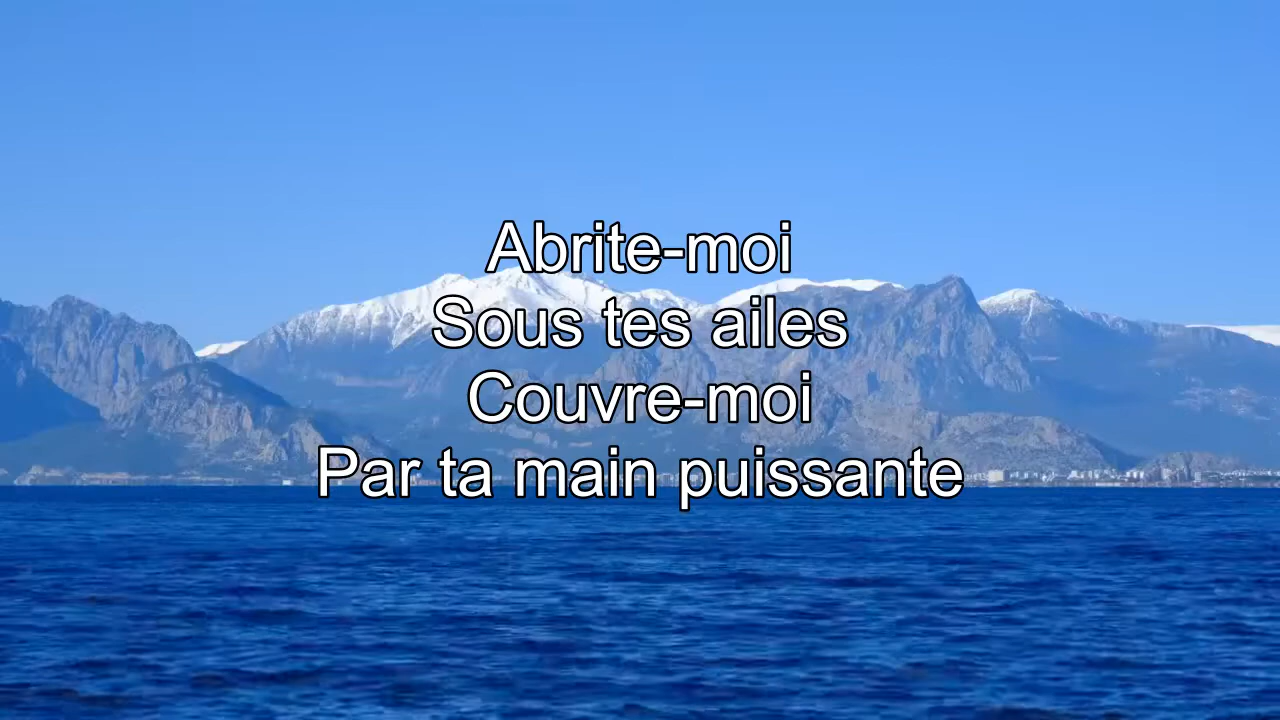 Abrite-moi
Sous tes ailes
Couvre-moi
Par ta main puissante